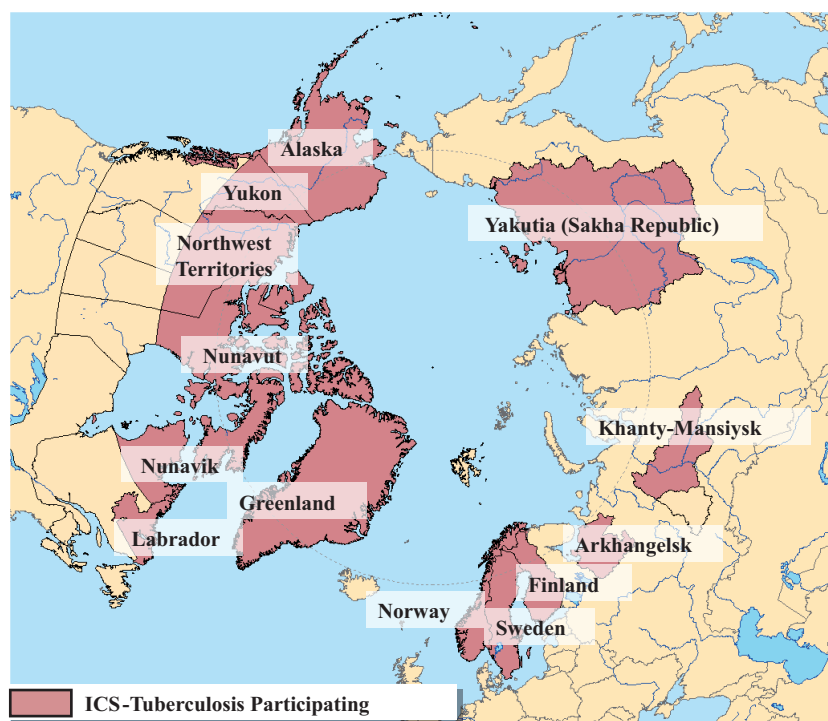 Alaska
Yukon
Yakutia (Sakha Republic)
Northwest
Territories
Nunavut
Khanty-Mansiysk
Nunavik
Greenland
Labrador
Arkhangelsk
Finland
Norway
Sweden
ICS-Tuberculosis Participating